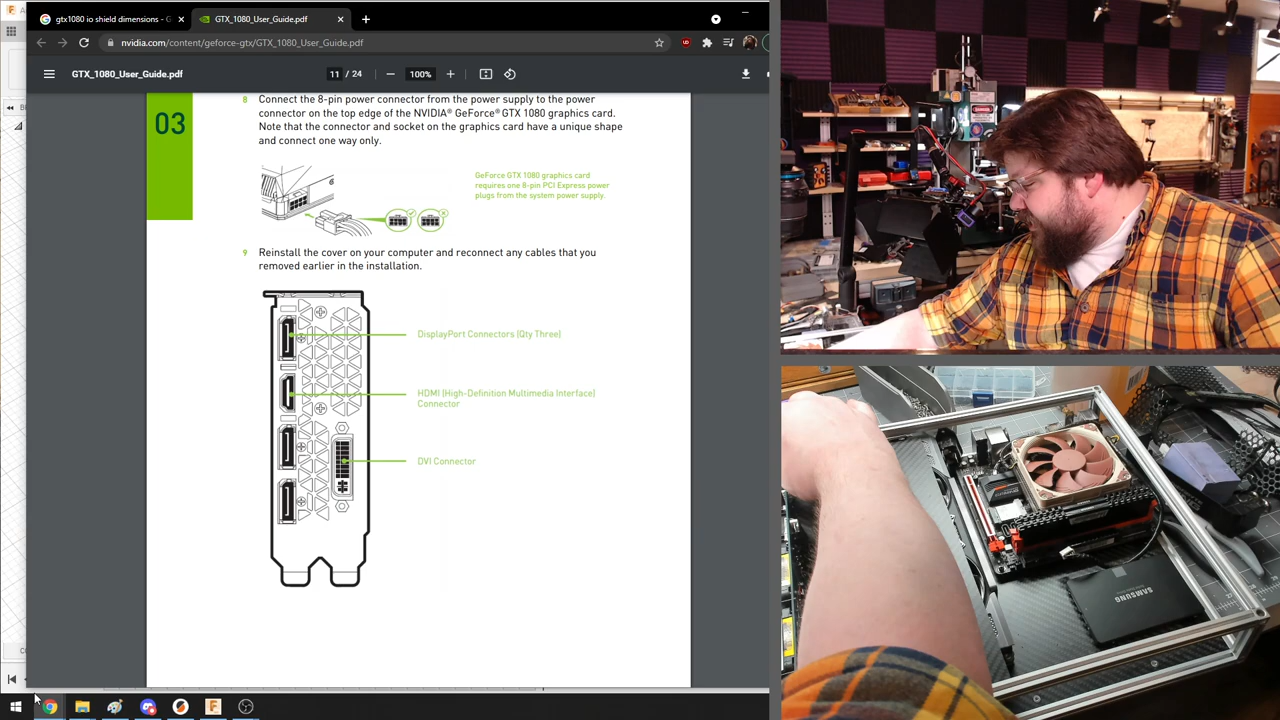 gtx1080 io shield dimensions - G
GTX_1080_User_Guide.pdf
nvidia.com/content/geforce-gtx/GTX_1080_User_Guide.pdf
GTX_1080_User_Guide.pdf
11 / 24
100%
03
8 Connect the 8-pin power connector from the power supply to the power
connector on the top edge of the NVIDIA® GeForce® GTX 1080 graphics card.
Note that the connector and socket on the graphics card have a unique shape
and connect one way only.
GeForce GTX 1080 graphics card
requires one 8-pin PCI Express power
plugs from the system power supply.
9 Reinstall the cover on your computer and reconnect any cables that you
removed earlier in the installation.
DisplayPort Connectors (Qty Three)
HDMI (High-Definition Multimedia Interface)
Connector
DVI Connector
SAMSUNG